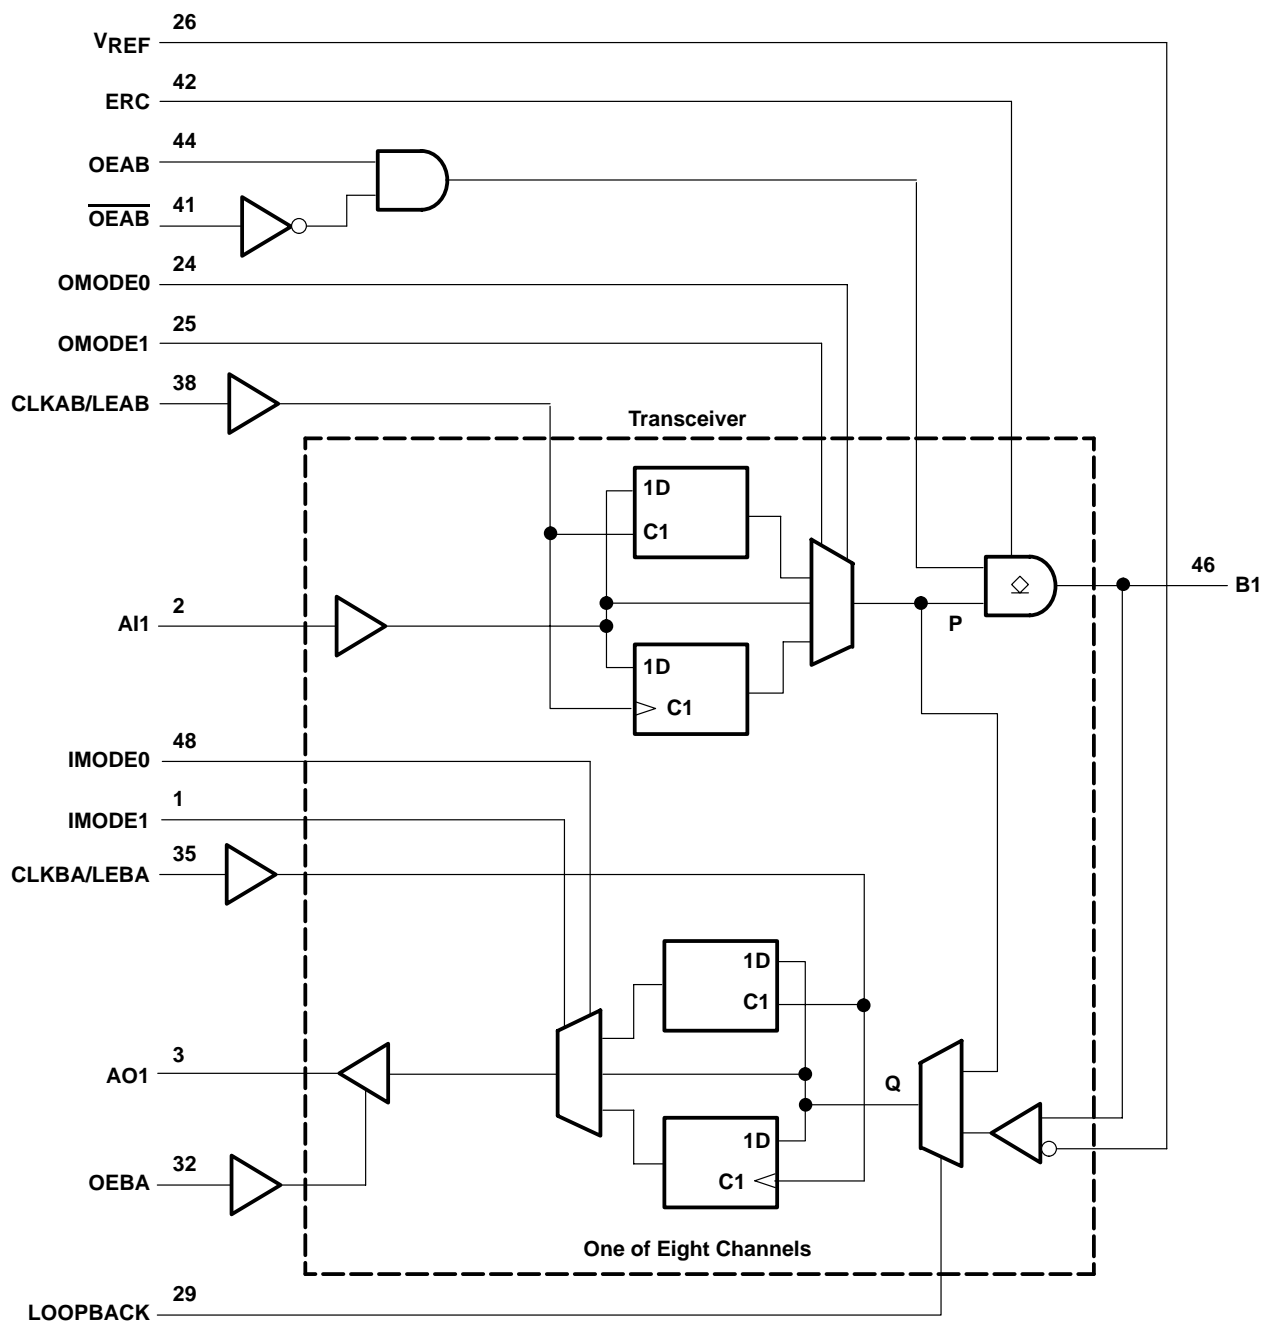 26
VREF
42
ERC
44
OEAB
41
OEAB
24
OMODE0
25
OMODE1
38
CLKAB/LEAB
Transceiver
1D
C1
46
B1
2
AI1
P
1D
C1
48
IMODE0
1
IMODE1
35
CLKBA/LEBA
1D
C1
3
AO1
Q
1D
C1
32
OEBA
One of Eight Channels
29
LOOPBACK